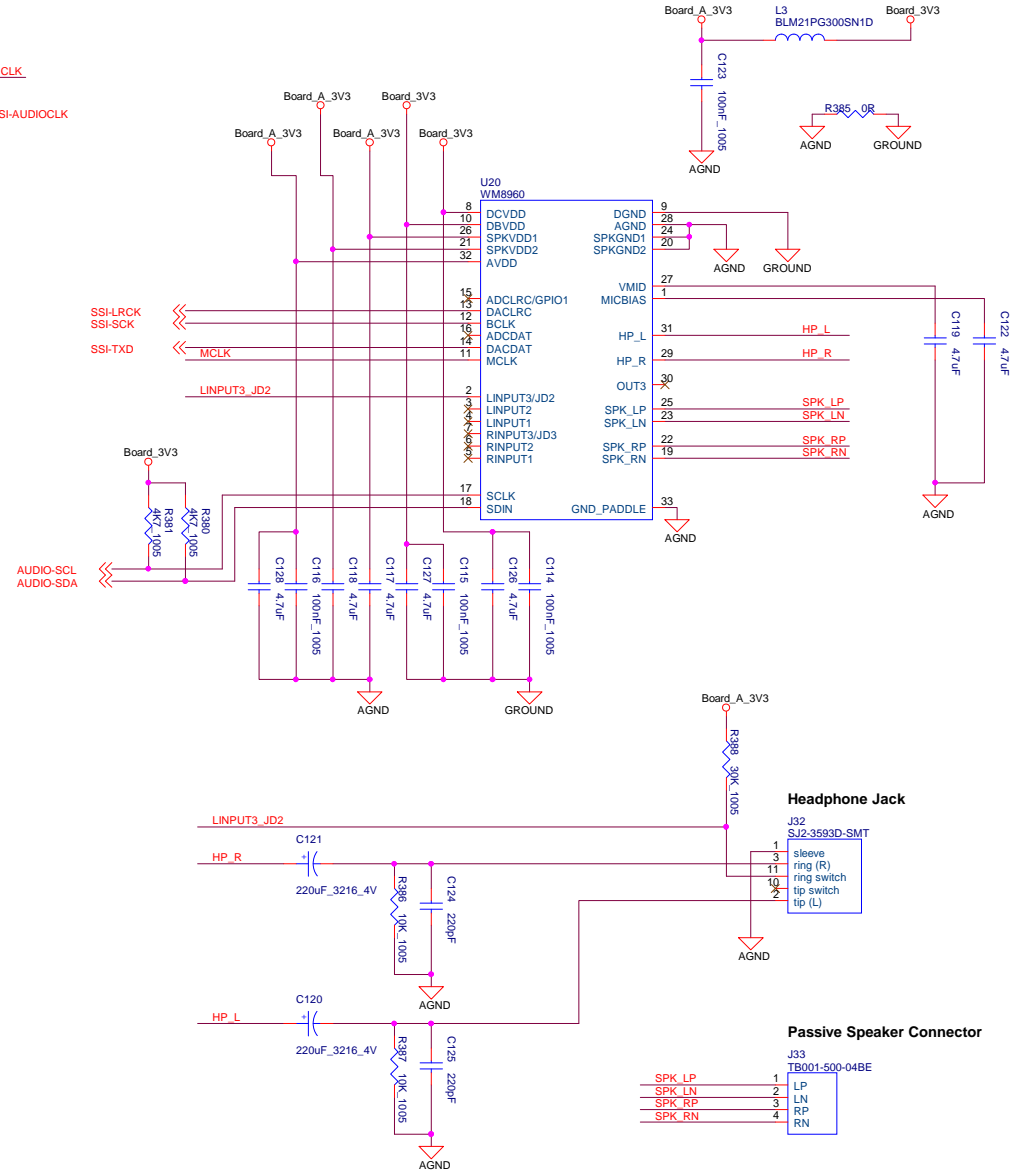 Board_A_3V3
L3
BLM21PG300SN1D
Board_3V3
C123 100nF_1005
AGND
R385 0R
AGND
GROUND
CLK
SI-AUDIOCLK
Board_A_3V3
Board_3V3
Board_A_3V3
Board_A_3V3
Board_3V3
U20
WM8960
8 DCVDD
10 DBVDD
26 SPKVDD1
21 SPKVDD2
32 AVDD
15 ADCLRC/GPIO1
13 DACLRC
12 BCLK
16 ADCDAT
14 DACDAT
11 MCLK
2 LINPUT3/JD2
3 LINPUT2
4 LINPUT1
7 RINPUT3/JD3
6 RINPUT2
5 RINPUT1
17 SCLK
18 SDIN
DGND 9
AGND 28
SPKGND1 24
SPKGND2 20
VMID 27
MICBIAS 1
HP_L 31
HP_R 29
OUT3 30
SPK_LP 25
SPK_LN 23
SPK_RP 22
SPK_RN 19
GND_PADDLE 33
AGND
GROUND
SSI-LRCK
SSI-SCK
SSI-TXD
MCLK
LINPUT3_JD2
HP_L
HP_R
SPK_LP
SPK_LN
SPK_RP
SPK_RN
C119 4.7uF
C122 4.7uF
AGND
AGND
Board_3V3
R381 4K7_1005
R380 4K7_1005
AUDIO-SCL
AUDIO-SDA
C128 4.7uF
C116 100nF_1005
C118 4.7uF
C117 4.7uF
C127 4.7uF
C115 100nF_1005
C126 4.7uF
C114 100nF_1005
AGND
GROUND
Board_A_3V3
R388 30K_1005
Headphone Jack
J32
SJ2-3593D-SMT
1 sleeve
3 ring (R)
11 ring switch
10 tip switch
2 tip (L)
LINPUT3_JD2
HP_R
C121
220uF_3216_4V
R386 10K_1005
C124 220pF
AGND
AGND
HP_L
C120
220uF_3216_4V
R387 10K_1005
C125 220pF
AGND
Passive Speaker Connector
J33
TB001-500-04BE
SPK_LP 1 LP
SPK_LN 2 LN
SPK_RP 3 RP
SPK_RN 4 RN